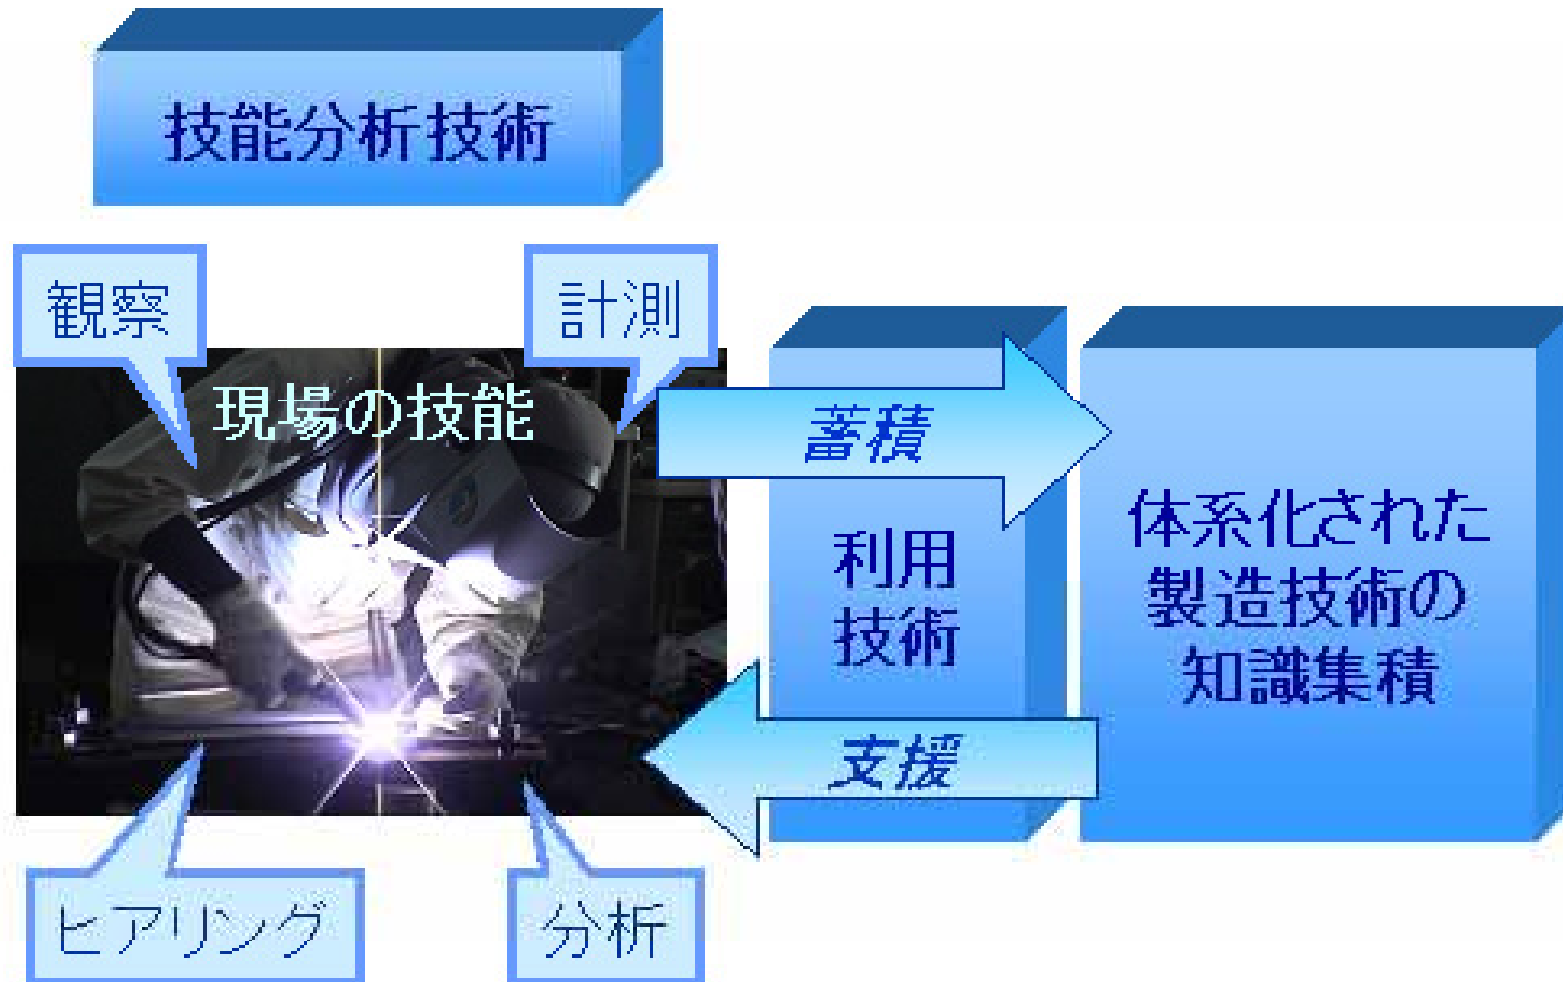 技能分析技術
観察
計測
現場の技能
蓄積
利用
技術
支援
体系化された
製造技術の
知識集積
ヒアリング
分析